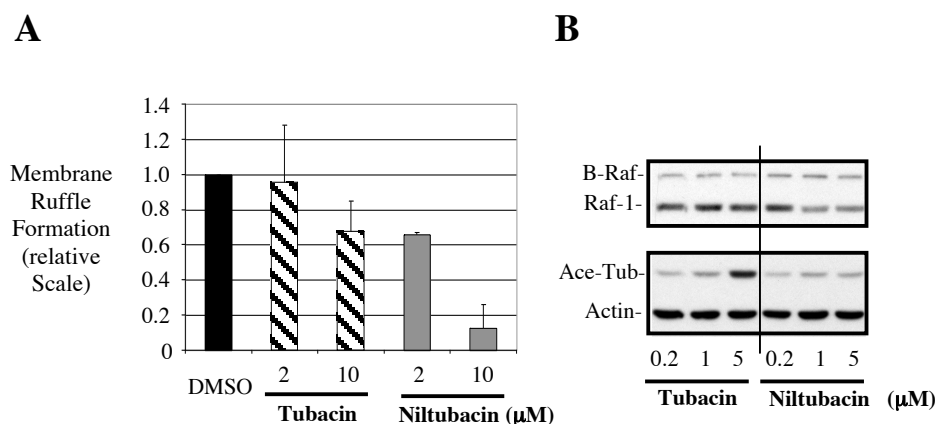 A
B
1.4
1.2
1.0
0.8
0.6
0.4
0.2
0
Membrane
Ruffle
Formation
(relative
Scale)
DMSO
2 10 2 10
Tubacin Niltubacin (μM)
B-Raf-
Raf-1-
Ace-Tub-
Actin-
0.2 1 5 0.2 1 5
Tubacin Niltubacin (μM)